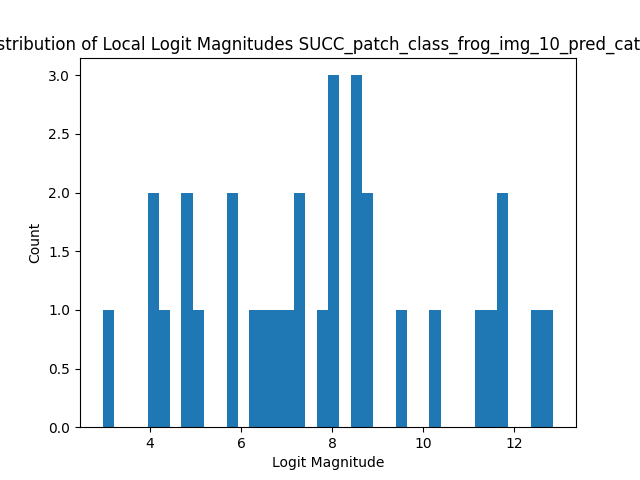 stribution of Local Logit Magnitudes SUCC_patch_class_frog_img_10_pred_cat
3.0
2.5
2.0
1.5
1.0
0.5
0.0
Count
4 6 8 10 12
Logit Magnitude